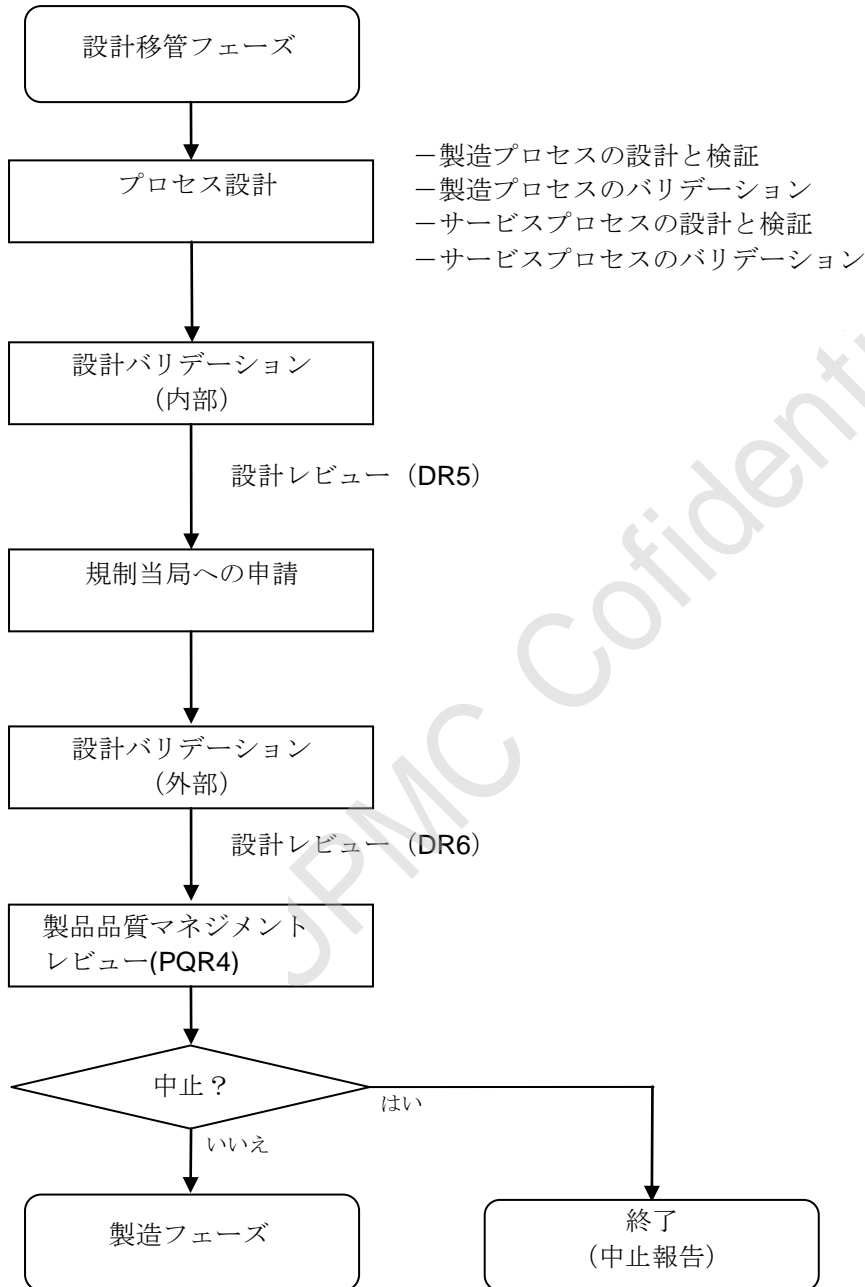 設計移管フェーズ
プロセス設計
－製造プロセスの設計と検証
－製造プロセスのバリデーション
－サービスプロセスの設計と検証
－サービスプロセスのバリデーション
設計バリデーション
（内部）
設計レビュー（DR5）
規制当局への申請
設計バリデーション
（外部）
設計レビュー（DR6）
製品品質マネジメント
レビュー(PQR4)
中止？
はい
いいえ
製造フェーズ
終了
（中止報告）
JPMC Cofidenti